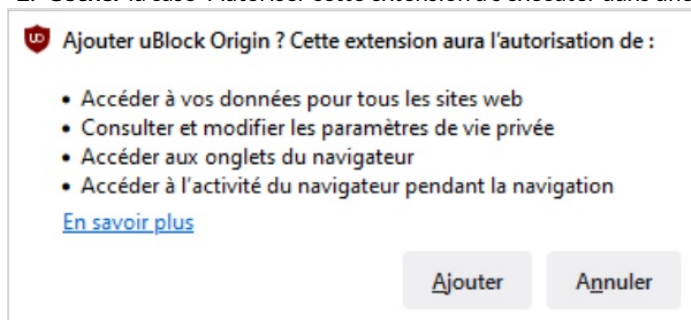 Ajouter uBlock Origin ? Cette extension aura l’autorisation de :
• Accéder à vos données pour tous les sites web
• Consulter et modifier les paramètres de vie privée
• Accéder aux onglets du navigateur
• Accéder à l’activité du navigateur pendant la navigation
En savoir plus
Ajouter Annuler